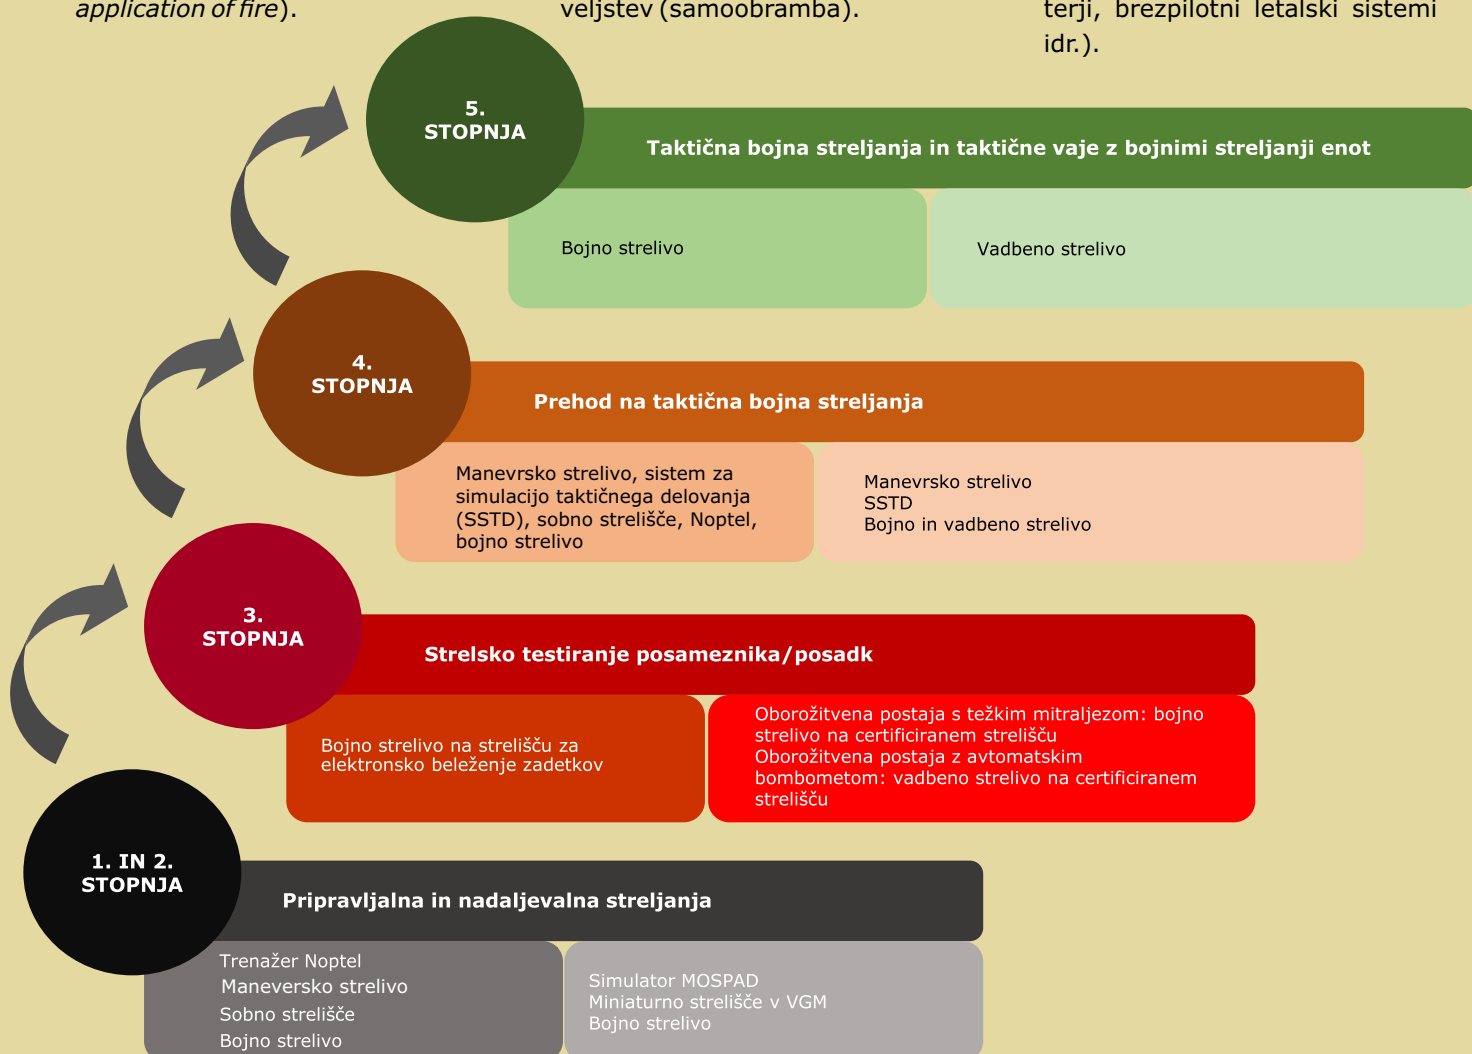 application of fire).
veljstev (samoobramba).
terji, brezpilotni letalski sistemi
idr.).
5.
STOPNJA
Taktična bojna streljanja in taktične vaje z bojnimi streljanji enot
Bojno strelivo
Vadbeno strelivo
4.
STOPNJA
Prehod na taktična bojna streljanja
Manevrsko strelivo, sistem za
simulacijo taktičnega delovanja
(SSTD), sobno strelišče, Noptel,
bojno strelivo
Manevrsko strelivo
SSTD
Bojno in vadbeno strelivo
3.
STOPNJA
Strelsko testiranje posameznika/posadk
Bojno strelivo na strelišču za
elektronsko beleženje zadetkov
Oborožitvena postaja s težkim mitraljezom: bojno
strelivo na certificiranem strelišču
Oborožitvena postaja z avtomatskim
bombometom: vadbeno strelivo na certificiranem
strelišču
1. IN 2.
STOPNJA
Pripravljalna in nadaljevalna streljanja
Trenažer Noptel
Maneversko strelivo
Sobno strelišče
Bojno strelivo
Simulator MOSPAD
Miniaturno strelišče v VGM
Bojno strelivo